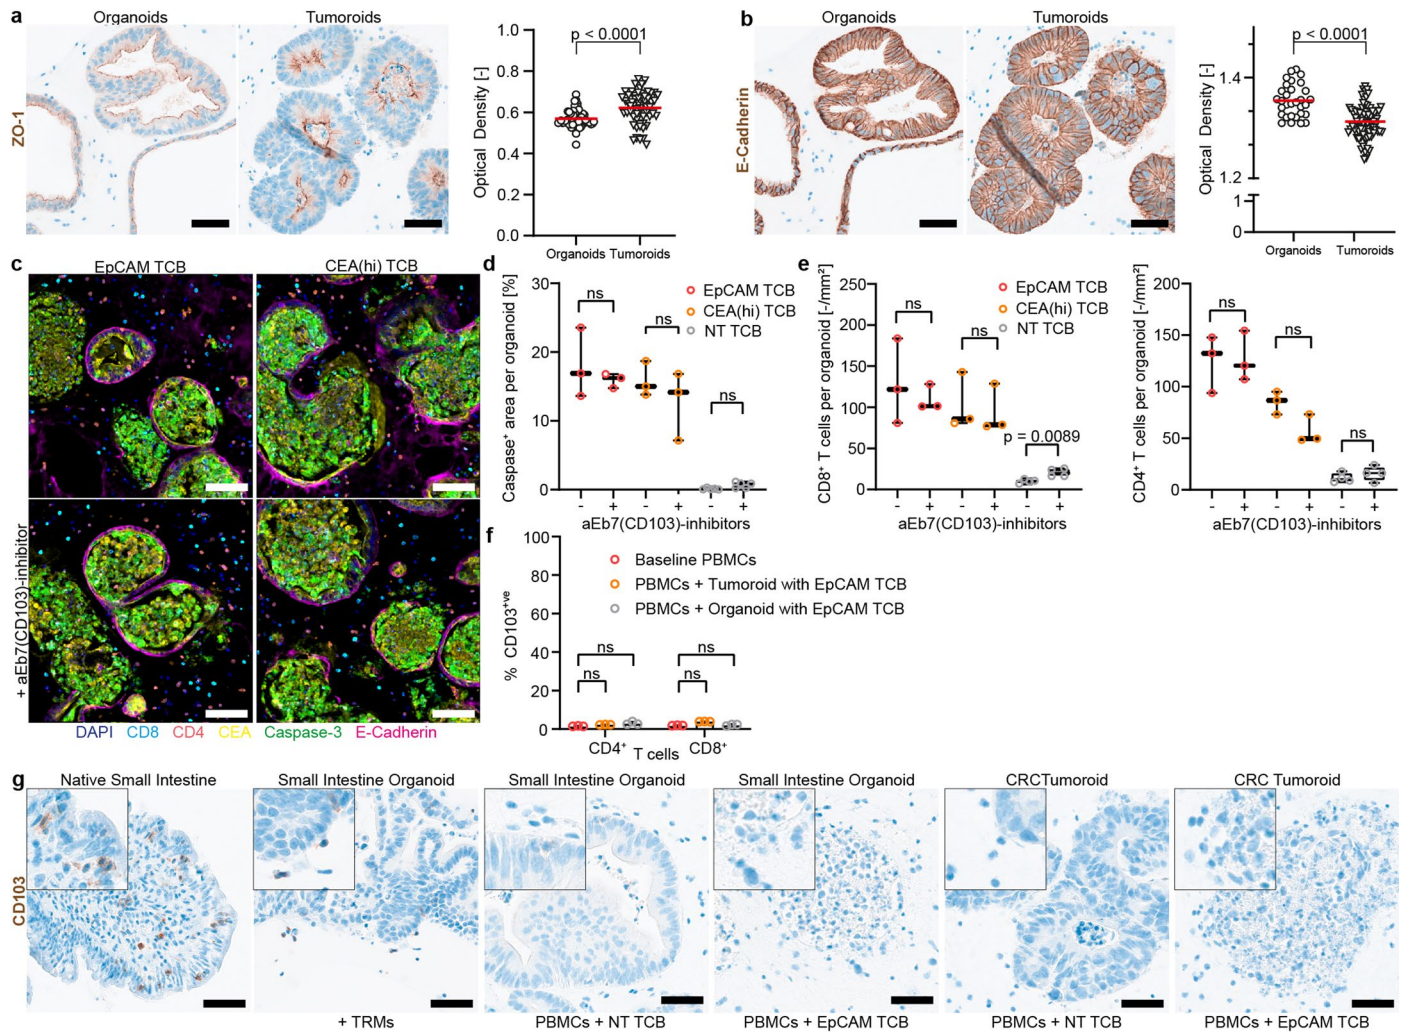 a
Organoids
Tumoroids
ZO-1
Optical Density [-]
1.0
0.8
0.6
0.4
0.2
0.0
p < 0.0001
Organoids Tumoroids
b
Organoids
Tumoroids
E-Cadherin
Optical Density [-]
1.4
1.2
1
0
p < 0.0001
Organoids Tumoroids
c
EpCAM TCB
CEA(hi) TCB
+ aEb7(CD103)-inhibitor
DAPI CD8 CD4 CEA Caspase-3 E-Cadherin
d
Caspase⁺ area per organoid [%]
30
20
10
0
ns
ns
ns
EpCAM TCB
CEA(hi) TCB
NT TCB
- + - + - +
aEb7(CD103)-inhibitors
e
CD8⁺ T cells per organoid [-/mm²]
250
200
150
100
50
0
ns
ns
p = 0.0089
EpCAM TCB
CEA(hi) TCB
NT TCB
- + - + - +
aEb7(CD103)-inhibitors
CD4⁺ T cells per organoid [-/mm²]
200
150
100
50
0
ns
ns
ns
- + - + - +
aEb7(CD103)-inhibitors
f
% CD103⁺ᵛᵉ
100
80
60
40
20
0
Baseline PBMCs
PBMCs + Tumoroid with EpCAM TCB
PBMCs + Organoid with EpCAM TCB
ns
ns
ns
ns
CD4⁺ T cells CD8⁺
g
CD103
Native Small Intestine
Small Intestine Organoid
Small Intestine Organoid
Small Intestine Organoid
CRCTumoroid
CRC Tumoroid
+ TRMs
PBMCs + NT TCB
PBMCs + EpCAM TCB
PBMCs + NT TCB
PBMCs + EpCAM TCB